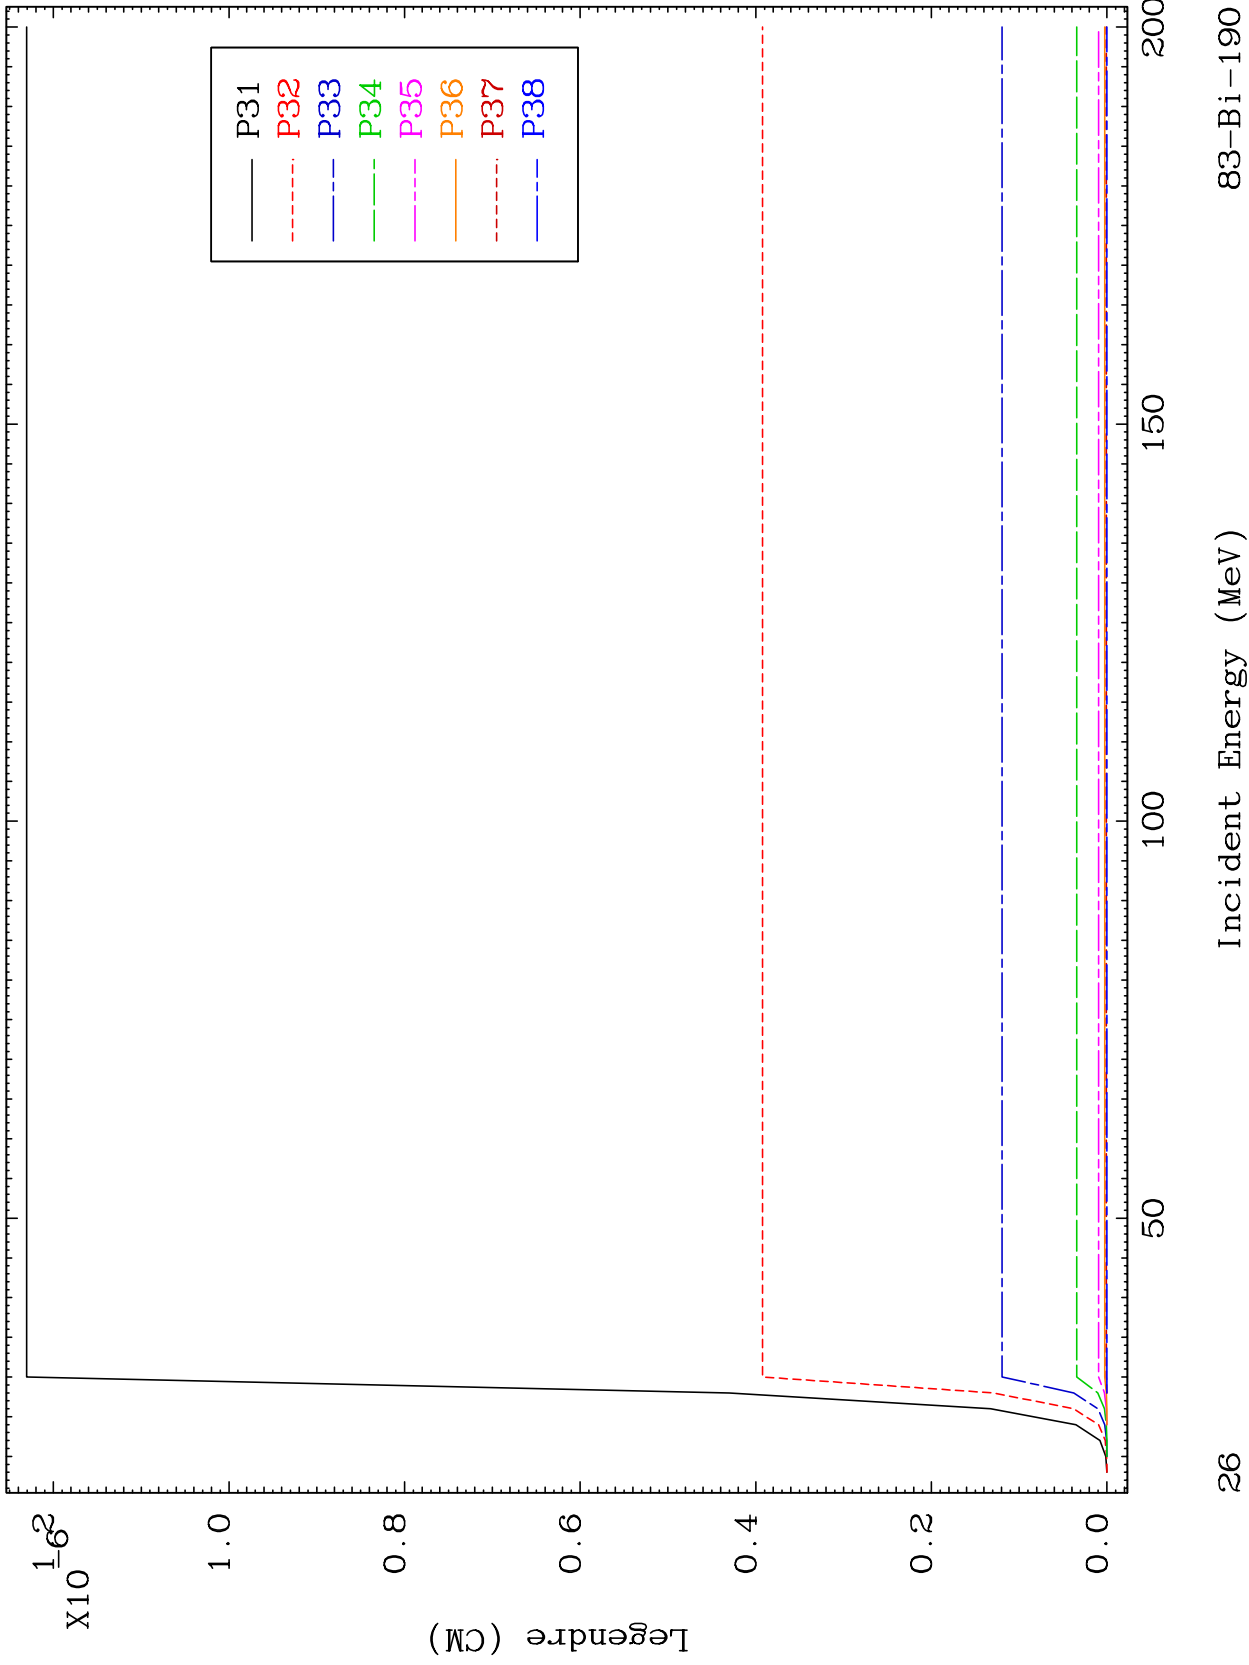 P31
P32
P33
P34
P35
P36
P37
P38
Legendre (CM)
X10
-6
1.2
1.0
0.8
0.6
0.4
0.2
0.0
50
100
150
200
26
Incident Energy (MeV)
83-Bi-190